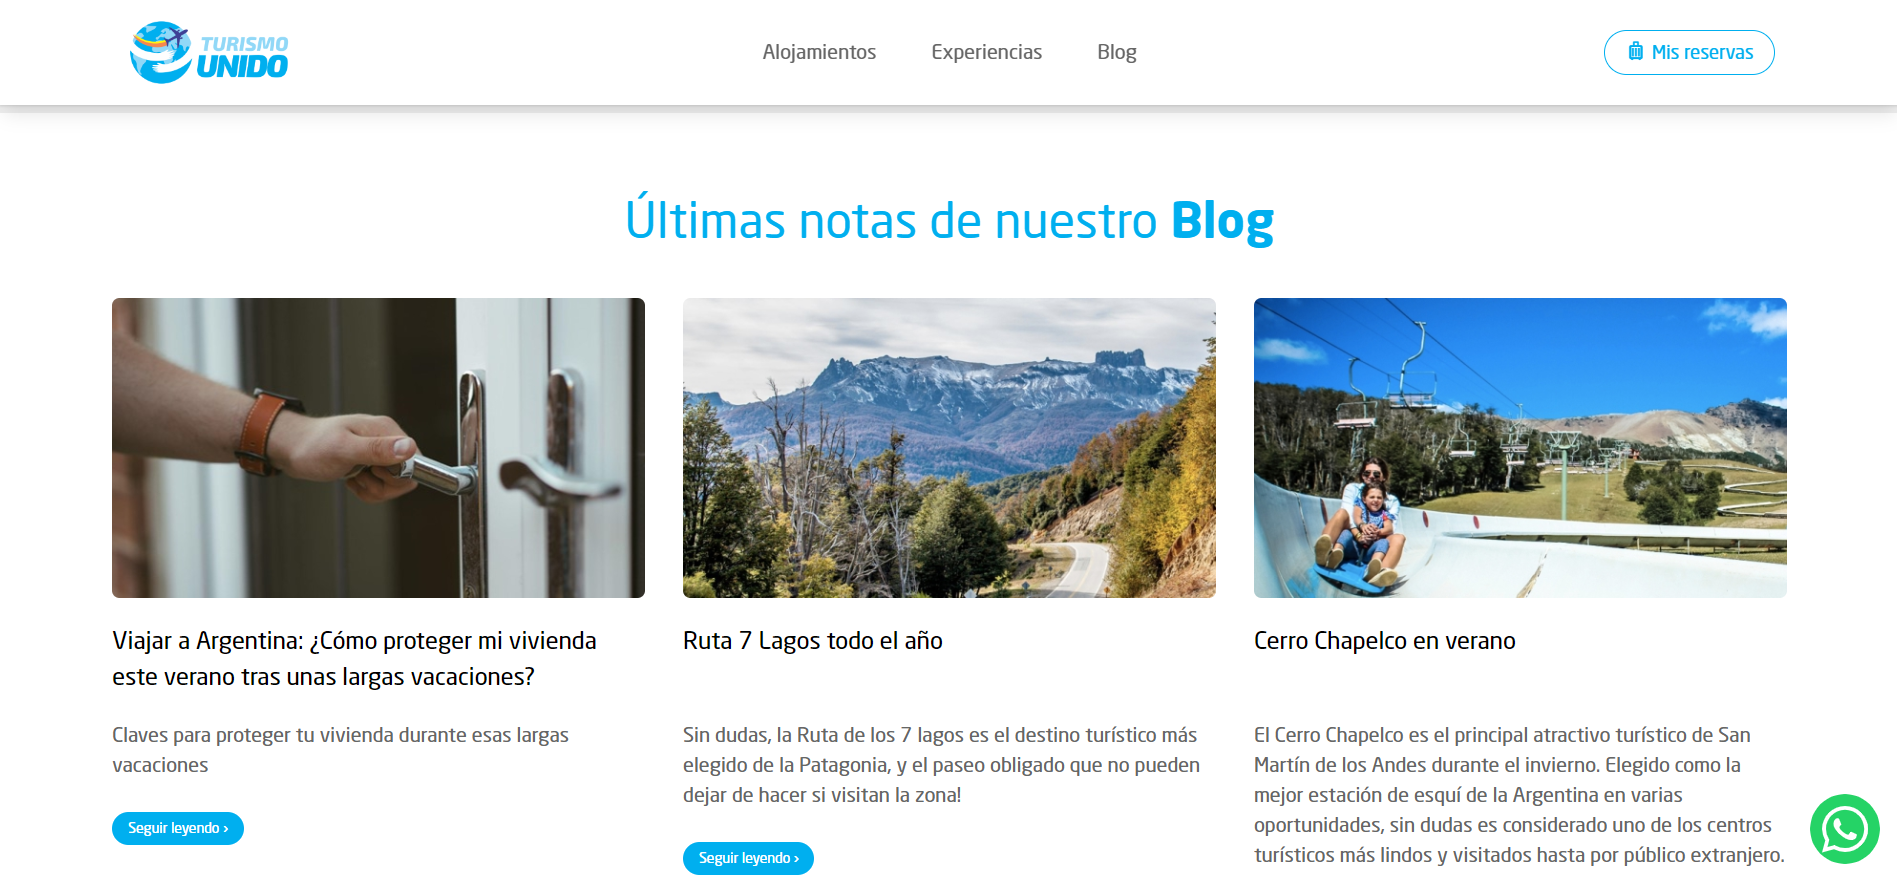 TURISMO
UNIDO
Alojamientos
Experiencias
Blog
Mis reservas
Últimas notas de nuestro Blog
Viajar a Argentina: ¿Cómo proteger mi vivienda
este verano tras unas largas vacaciones?
Claves para proteger tu vivienda durante esas largas
vacaciones
Seguir leyendo ›
Ruta 7 Lagos todo el año
Sin dudas, la Ruta de los 7 lagos es el destino turístico más
elegido de la Patagonia, y el paseo obligado que no pueden
dejar de hacer si visitan la zona!
Seguir leyendo ›
Cerro Chapelco en verano
El Cerro Chapelco es el principal atractivo turístico de San
Martín de los Andes durante el invierno. Elegido como la
mejor estación de esquí de la Argentina en varias
oportunidades, sin dudas es considerado uno de los centros
turísticos más lindos y visitados hasta por público extranjero.